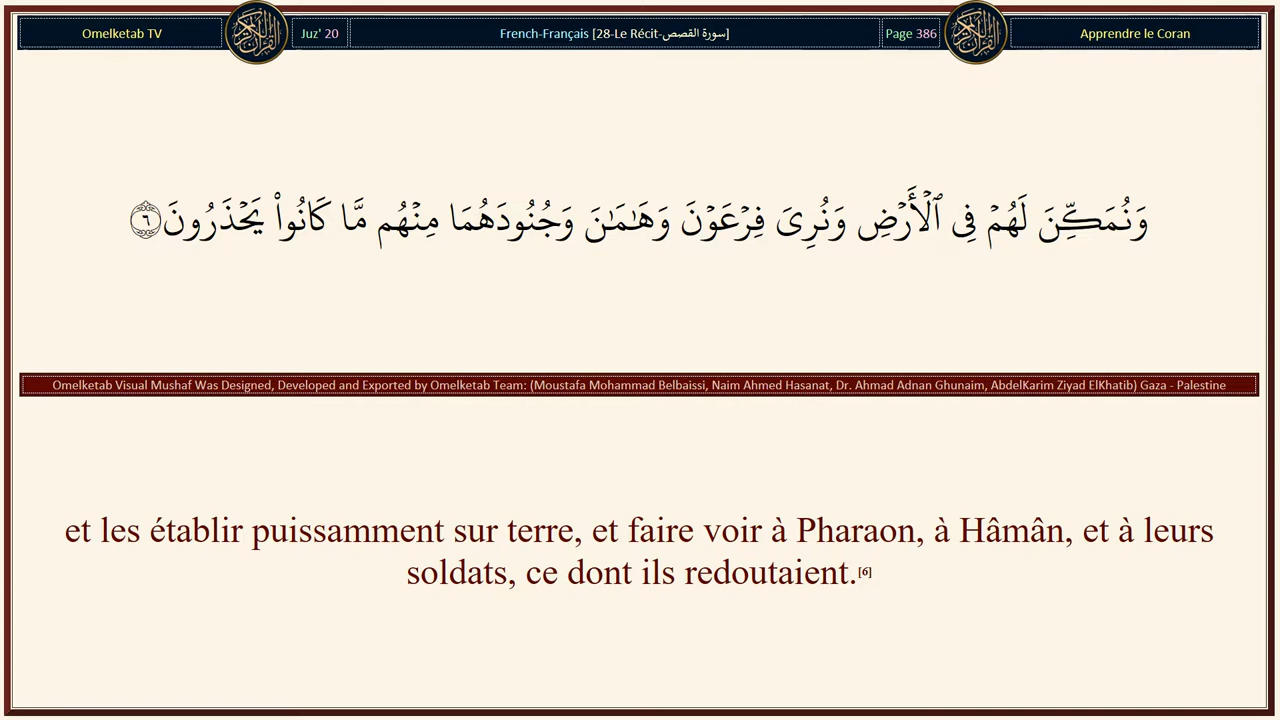 Omelketab TV
Juz' 20
French-Français [28-Le Récit-سورة القصص]
Page 386
Apprendre le Coran
وَنُمَكِّنَ لَهُمۡ فِي ٱلۡأَرۡضِ وَنُرِيَ فِرۡعَوۡنَ وَهَٰمَٰنَ وَجُنُودَهُمَا مِنۡهُم مَّا كَانُواْ يَحۡذَرُونَ ٦
Omelketab Visual Mushaf Was Designed, Developed and Exported by Omelketab Team: (Moustafa Mohammad Belbaissi, Naim Ahmed Hasanat, Dr. Ahmad Adnan Ghunaim, AbdelKarim Ziyad ElKhatib) Gaza - Palestine
et les établir puissamment sur terre, et faire voir à Pharaon, à Hâmân, et à leurs
soldats, ce dont ils redoutaient.[6]